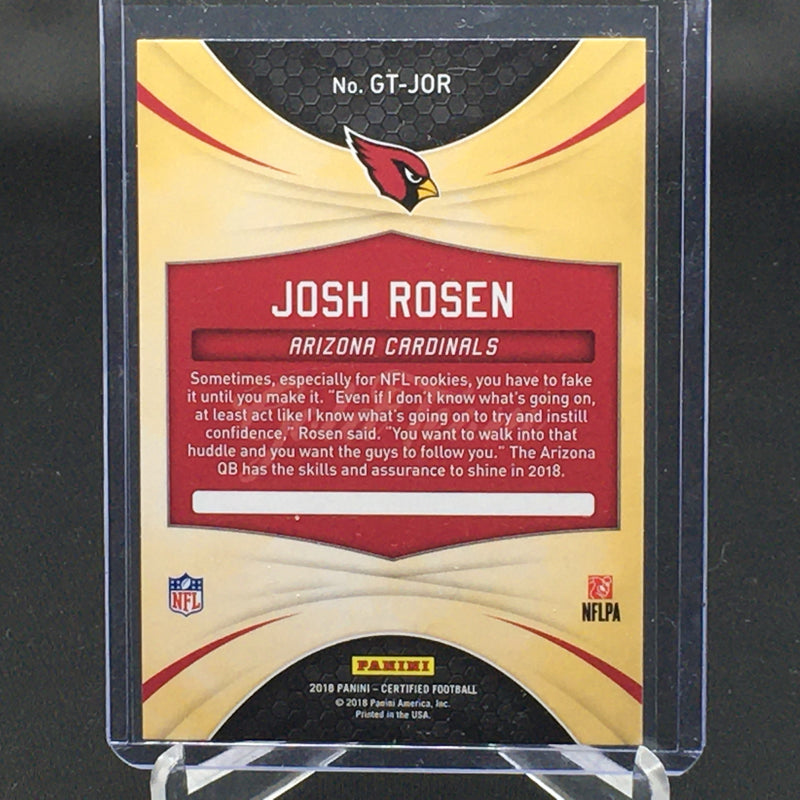 No. GT-JOR
JOSH ROSEN
ARIZONA CARDINALS
Sometimes, especially for NFL rookies, you have to fake
it until you make it. "Even if I don't know what's going on,
at least act like I know what's going on to try and instill
confidence," Rosen said. "You want to walk into that
huddle and you want the guys to follow you." The Arizona
QB has the skills and assurance to shine in 2018.
NFL
NFLPA
PANINI
2018 PANINI – CERTIFIED FOOTBALL
© 2018 Panini America, Inc.
Printed in the USA.